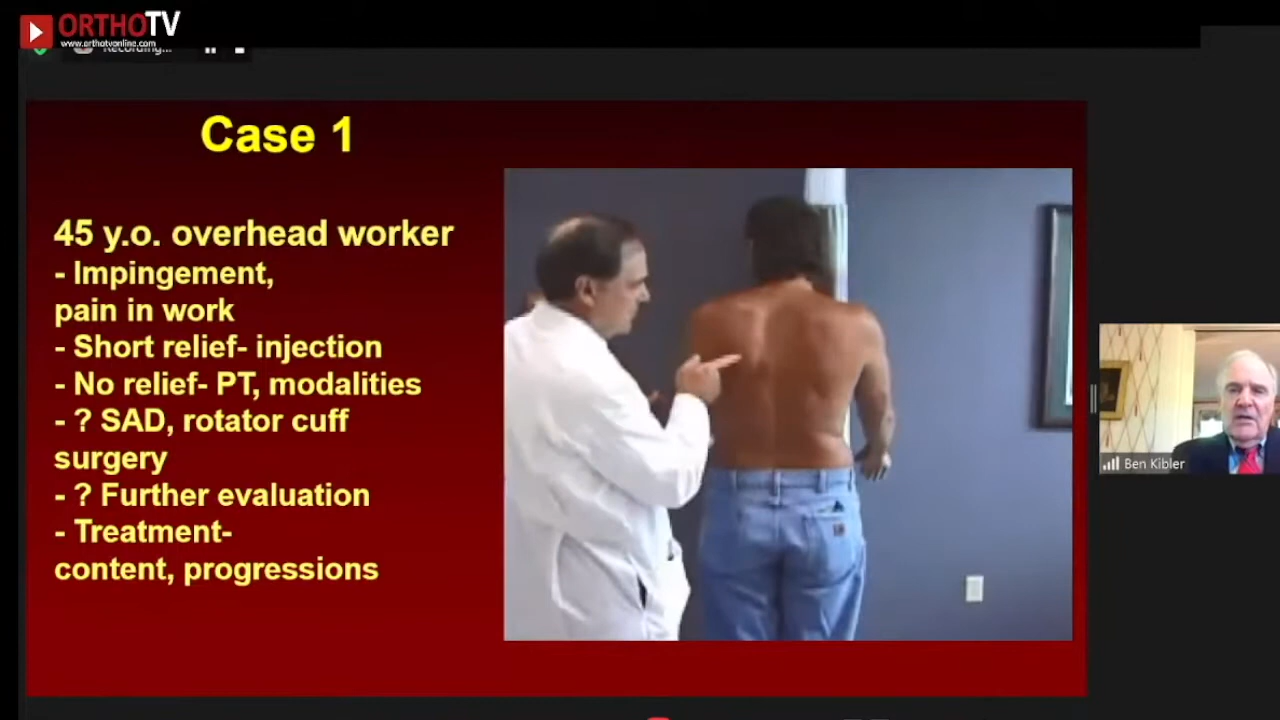 ORTHOTV
www.orthotvonline.com
Recording...
Case 1
45 y.o. overhead worker
- Impingement,
pain in work
- Short relief- injection
- No relief- PT, modalities
- ? SAD, rotator cuff
surgery
- ? Further evaluation
- Treatment-
content, progressions
Ben Kibler